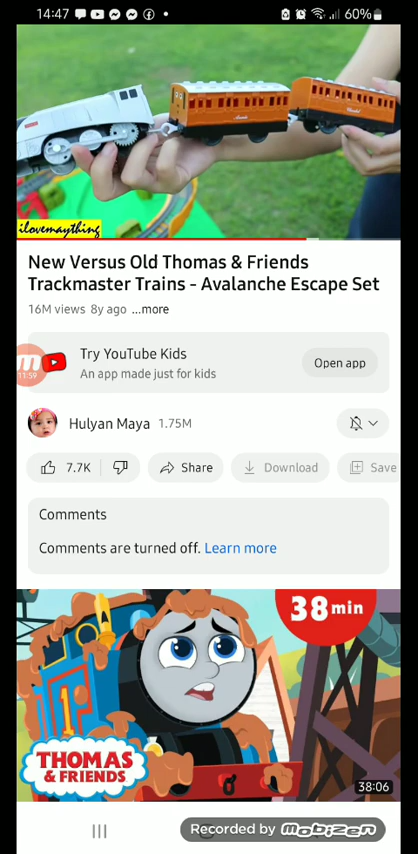 14:47
60%
ilovemaything
New Versus Old Thomas & Friends
Trackmaster Trains - Avalanche Escape Set
16M views 8y ago ...more
Try YouTube Kids
An app made just for kids
Open app
11:59
Hulyan Maya 1.75M
7.7K
Share
Download
Save
Comments
Comments are turned off. Learn more
38min
1
THOMAS
& FRIENDS
38:06
Recorded by mobizen